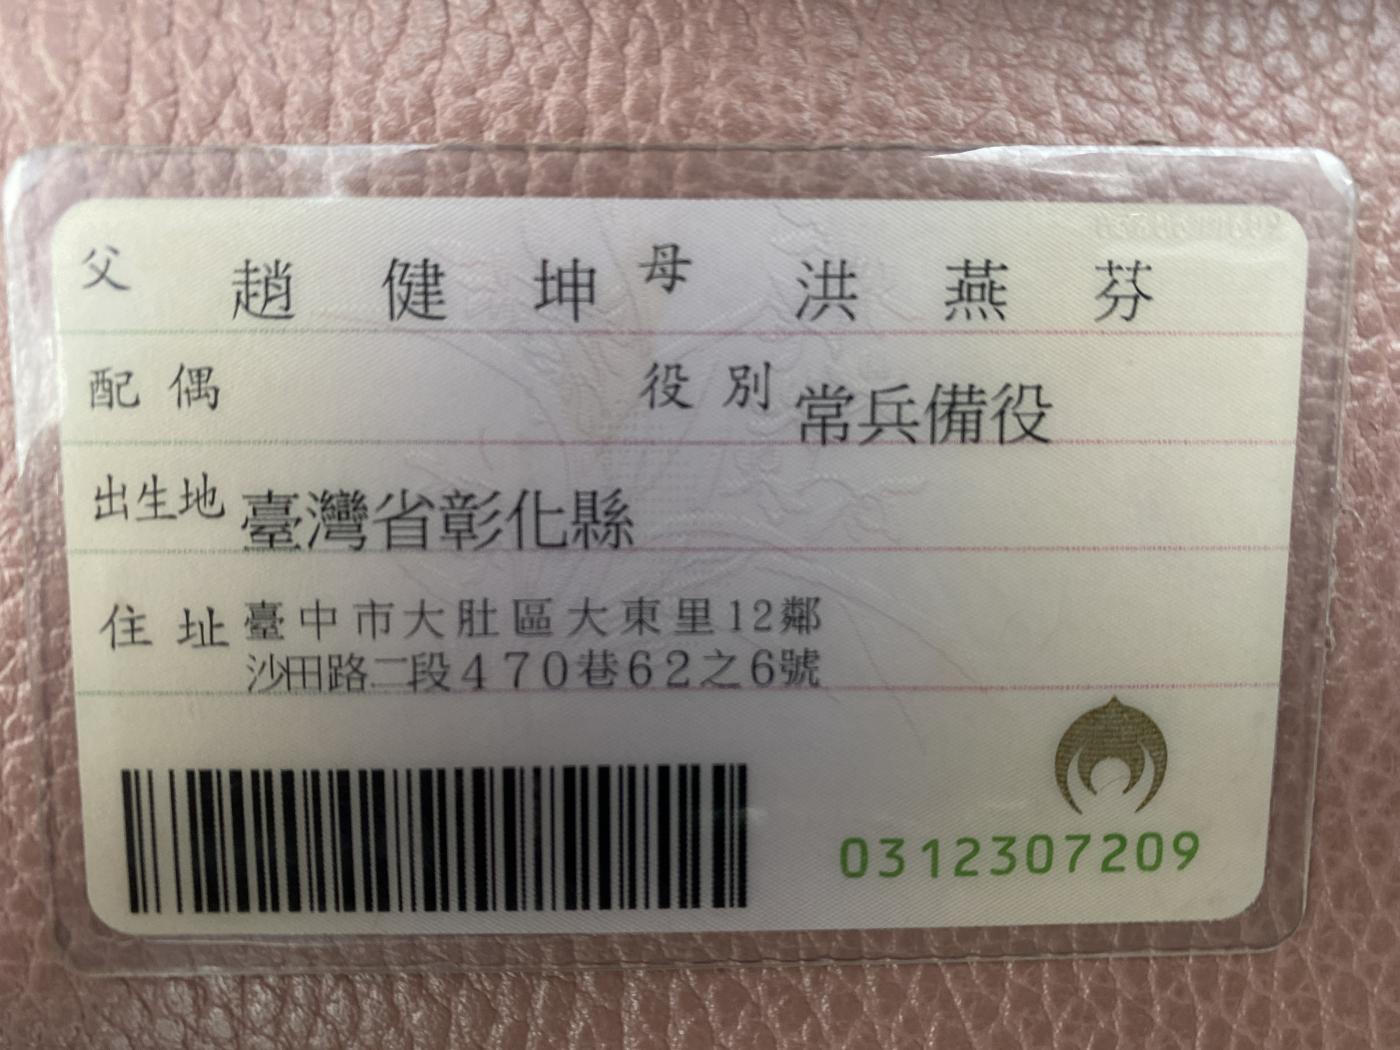 父 趙健坤 母 洪燕芬
配偶 役別 常兵備役
出生地 臺灣省彰化縣
住址 臺中市大肚區大東里12鄰
沙田路二段470巷62之6號
0312307209